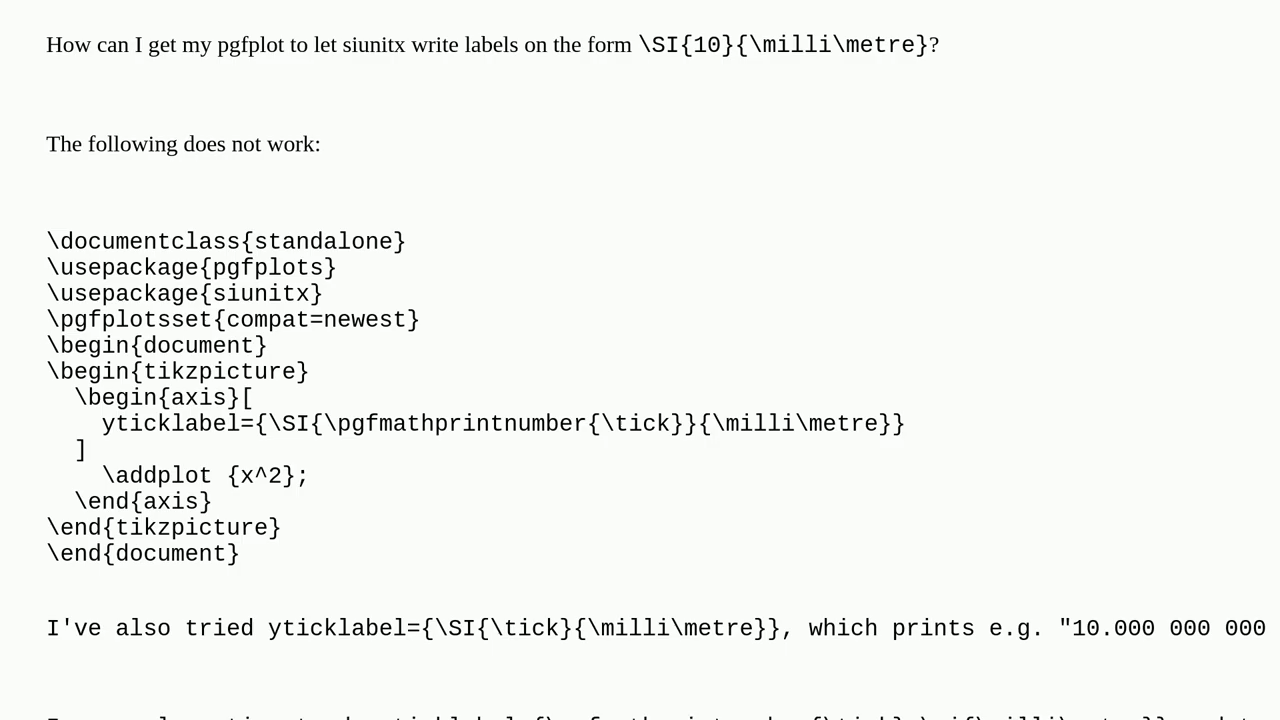 How can I get my pgfplot to let siunitx write labels on the form \SI{10}{\milli\metre}?
The following does not work:
\documentclass{standalone}
\usepackage{pgfplots}
\usepackage{siunitx}
\pgfplotsset{compat=newest}
\begin{document}
\begin{tikzpicture}
  \begin{axis}[
    yticklabel={\SI{\pgfmathprintnumber{\tick}}{\milli\metre}}
  ]
    \addplot {x^2};
  \end{axis}
\end{tikzpicture}
\end{document}
I've also tried yticklabel={\SI{\tick}{\milli\metre}}, which prints e.g. "10.000 000 000